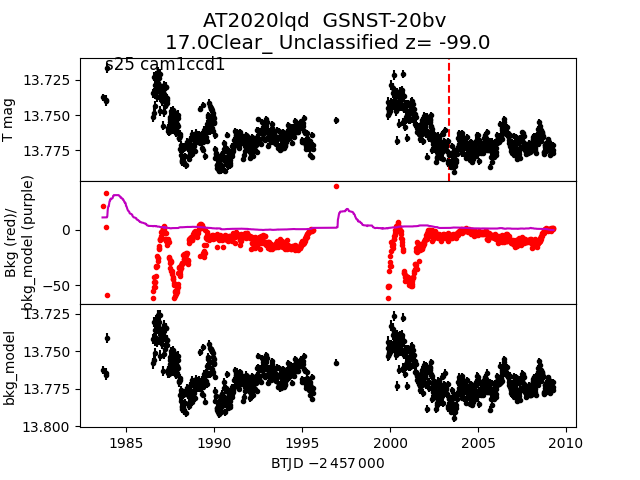 AT2020lqd  GSNST-20bv
17.0Clear_ Unclassified z= -99.0
s25 cam1ccd1
13.725
13.750
13.775
T mag
0
−50
Bkg (red)/
bkg_model (purple)
13.725
13.750
13.775
13.800
bkg_model
1985
1990
1995
2000
2005
2010
BTJD −2 457 000